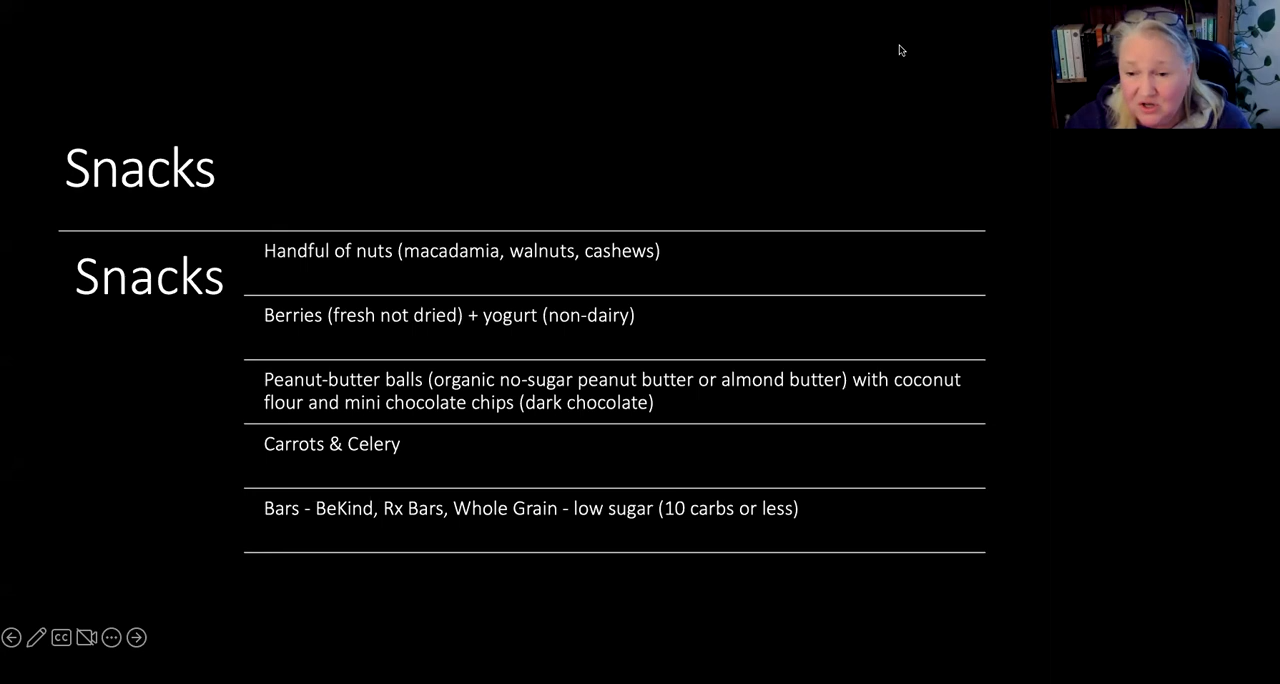 Snacks
Snacks
Handful of nuts (macadamia, walnuts, cashews)
Berries (fresh not dried) + yogurt (non-dairy)
Peanut-butter balls (organic no-sugar peanut butter or almond butter) with coconut
flour and mini chocolate chips (dark chocolate)
Carrots & Celery
Bars - BeKind, Rx Bars, Whole Grain - low sugar (10 carbs or less)
CC